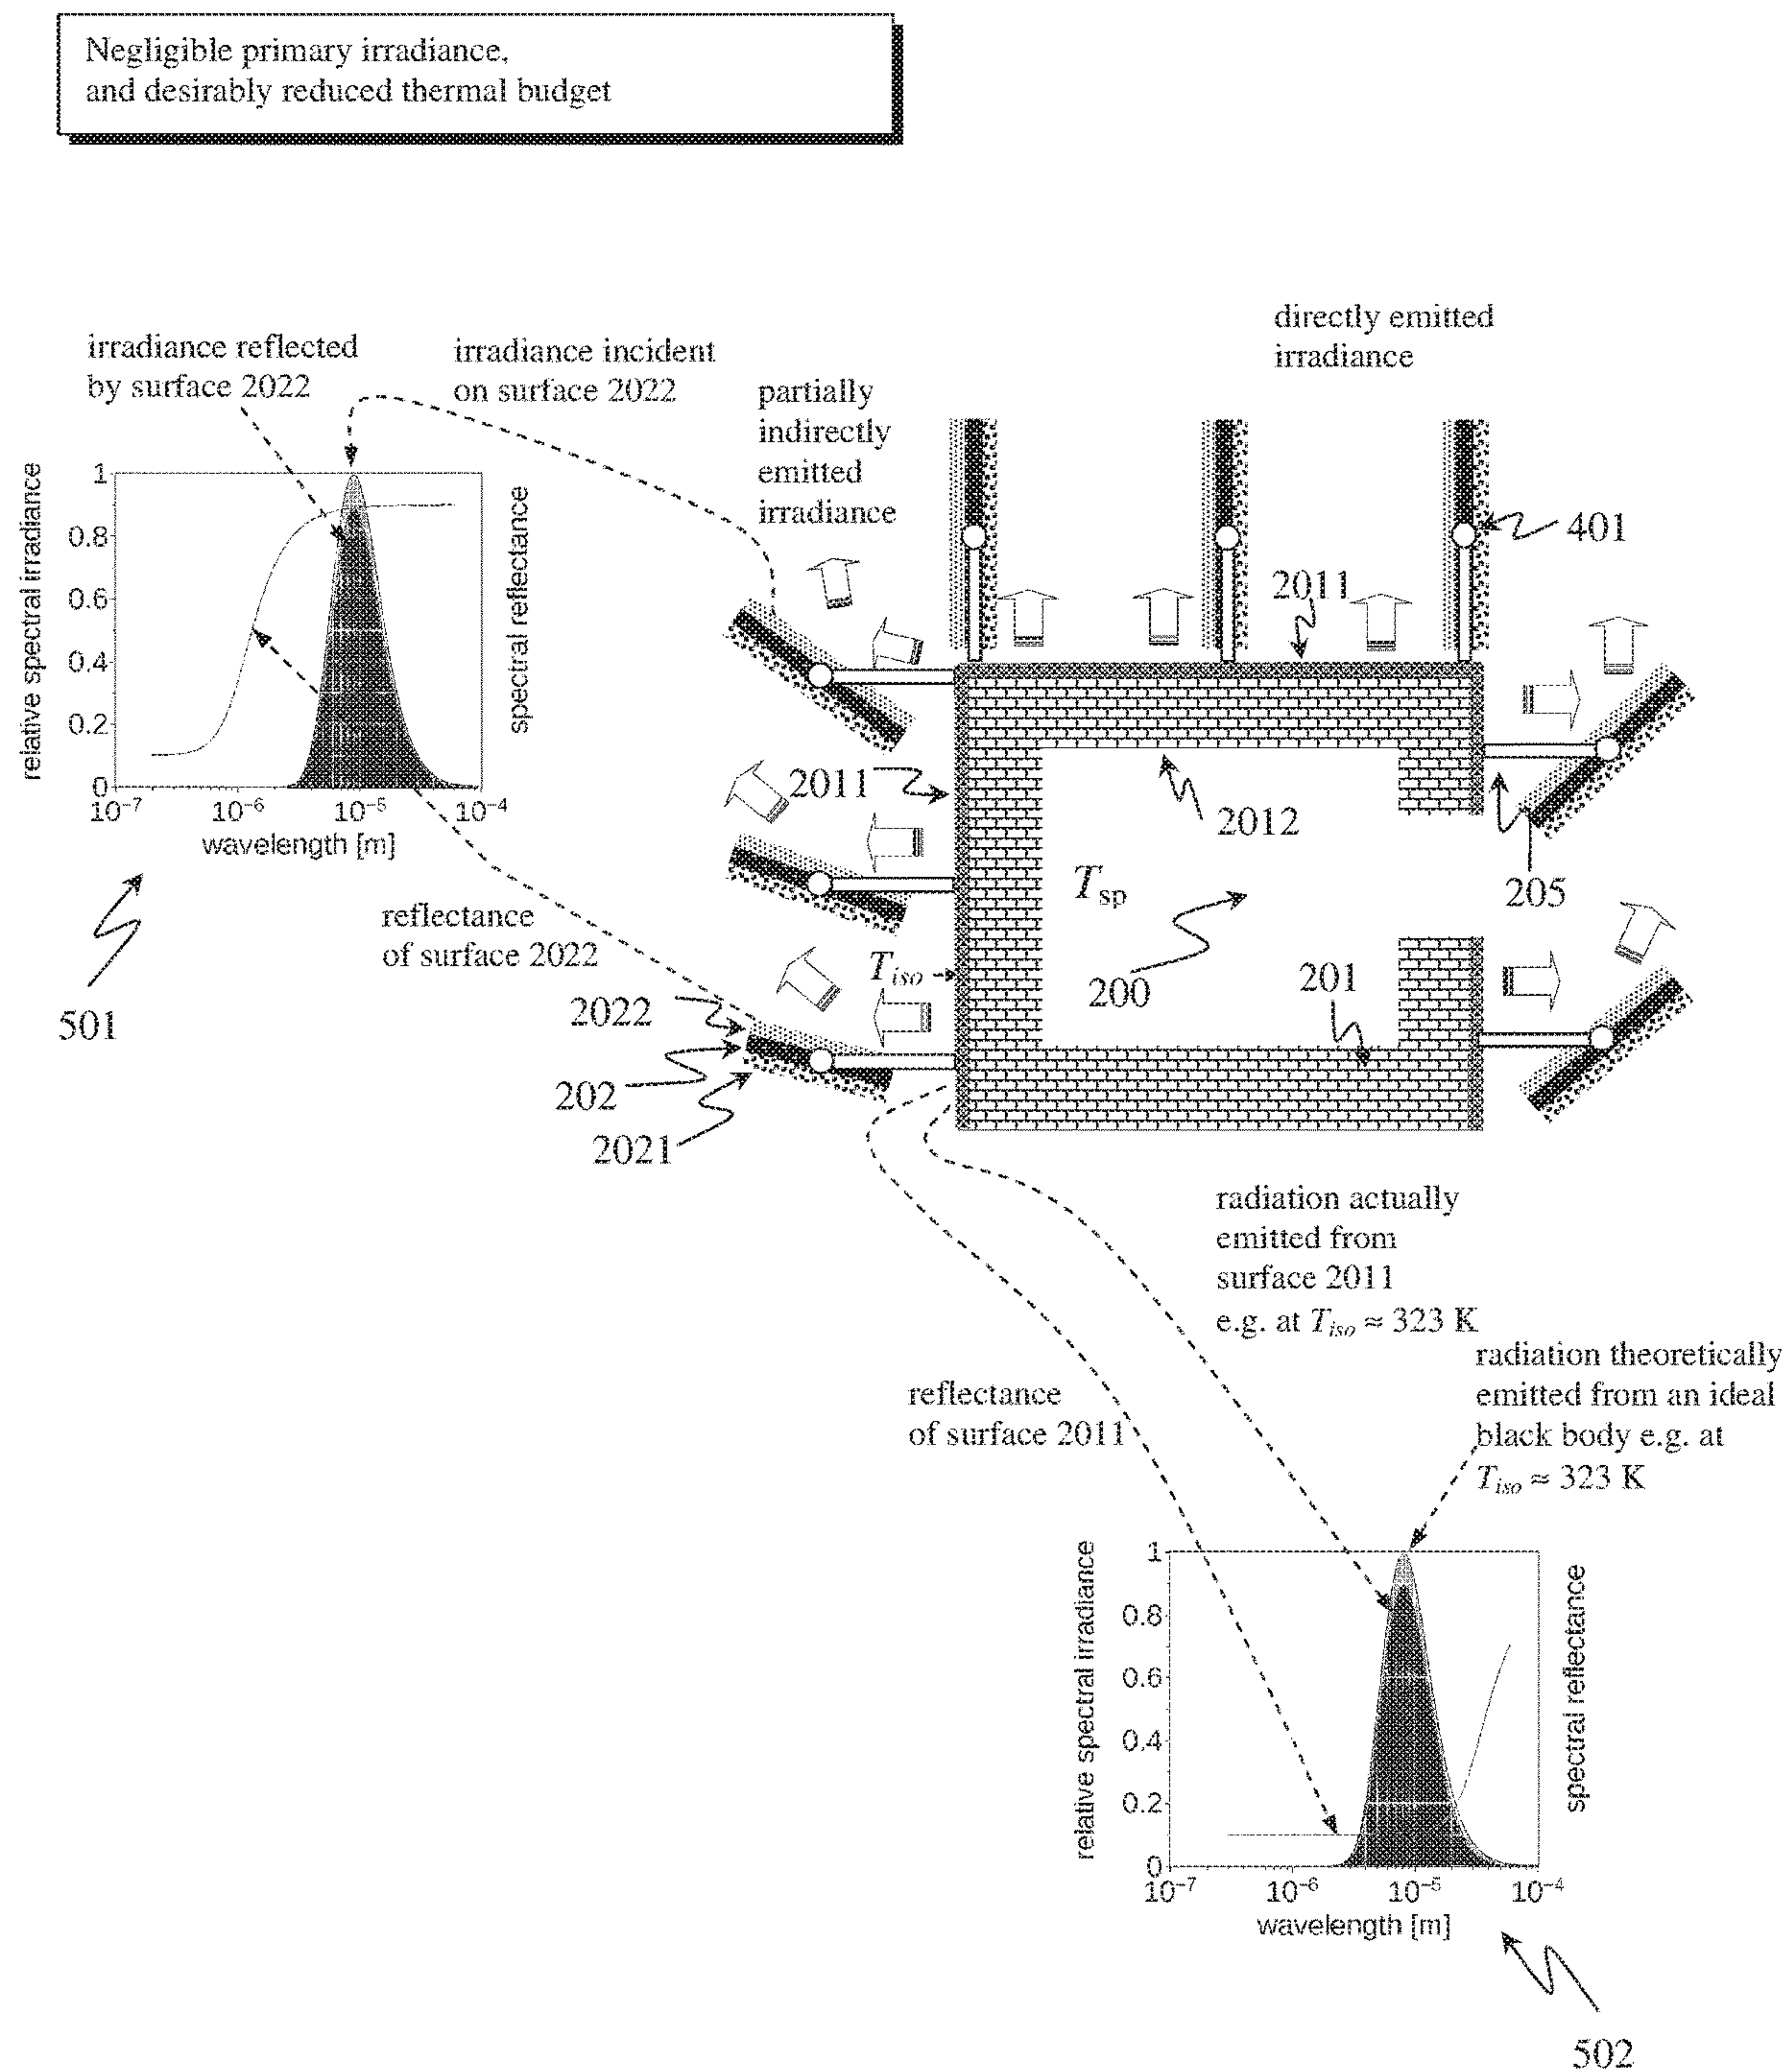 Negligible primary irradiance,
and desirably reduced thermal budget
directly emitted
irradiance
irradiance reflected
by surface 2022
irradiance incident
on surface 2022
partially
indirectly
emitted
irradiance
relative spectral irradiance
1
0.8
0.6
0.4
0.2
0
10⁻⁷
10⁻⁶
10⁻⁵
10⁻⁴
wavelength [m]
spectral reflectance
501
401
2011
2011
2012
205
T_sp
T_iso
200
201
reflectance
of surface 2022
2022
202
2021
radiation actually
emitted from
surface 2011
e.g. at T_iso ≈ 323 K
radiation theoretically
emitted from an ideal
black body e.g. at
T_iso ≈ 323 K
reflectance
of surface 2011
relative spectral irradiance
1
0.8
0.6
0.4
0.2
0
10⁻⁷
10⁻⁶
10⁻⁵
10⁻⁴
wavelength [m]
spectral reflectance
502